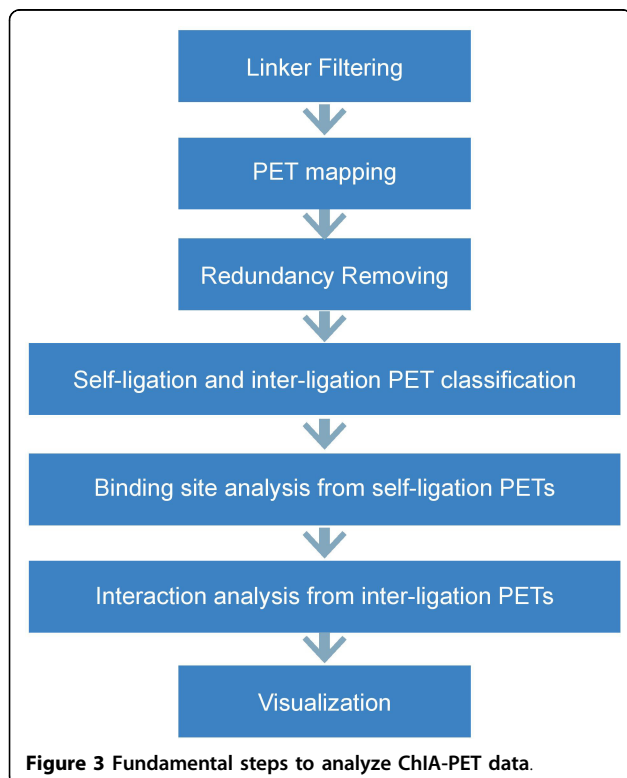 Linker Filtering
PET mapping
Redundancy Removing
Self-ligation and inter-ligation PET classification
Binding site analysis from self-ligation PETs
Interaction analysis from inter-ligation PETs
Visualization
Figure 3 Fundamental steps to analyze ChIA-PET data.